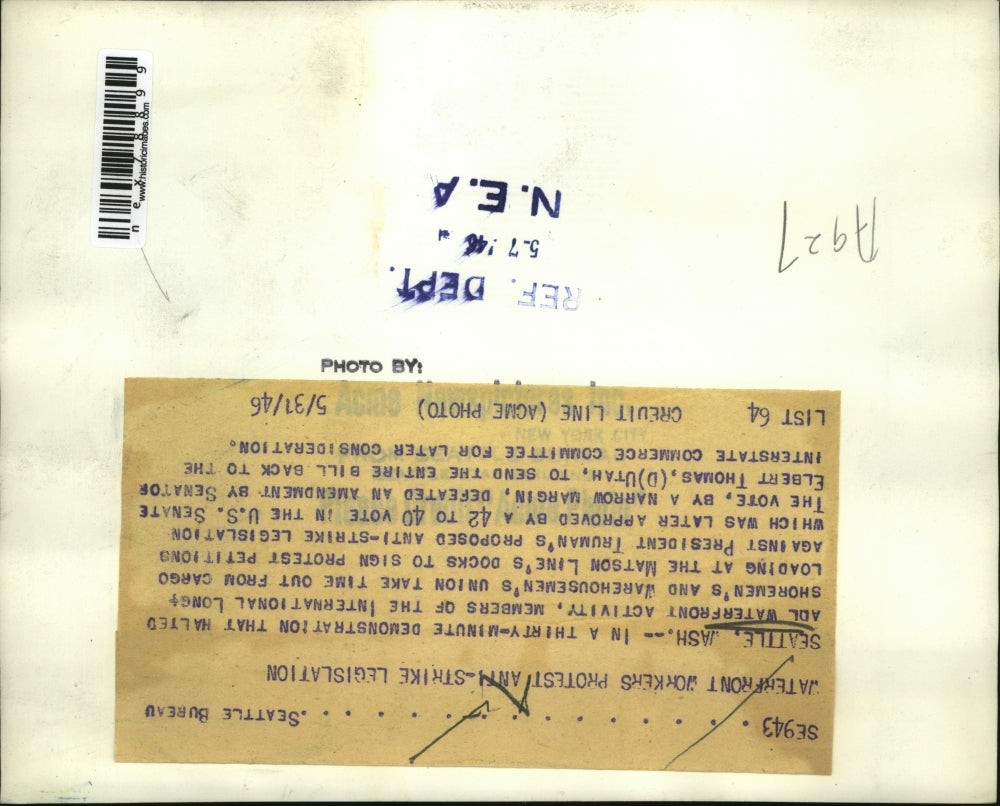 n e x 7 8 8 9 9
www.historicimages.com
N.E.A
REF. DEPT.
A927
PHOTO BY:
NEW YORK CITY
SE943 . . . . . . . . . . . . . . . . SEATTLE BUREAU
WATERFRONT WORKERS PROTEST ANTI-STRIKE LEGISLATION
SEATTLE, WASH.-- IN A THIRTY-MINUTE DEMONSTRATION THAT HALTED
ADL WATERFRONT ACTIVITY, MEMBERS OF THE INTERNATIONAL LONG-
SHOREMEN'S AND WAREHOUSEMEN'S UNION TAKE TIME OUT FROM CARGO
LOADING AT THE MATSON LINE'S DOCKS TO SIGN PROTEST PETITIONS
AGAINST PRESIDENT TRUMAN'S PROPOSED ANTI-STRIKE LEGISLATION
WHICH WAS LATER APPROVED BY A 42 TO 40 VOTE IN THE U.S. SENATE
THE VOTE, BY A NARROW MARGIN, DEFEATED AN AMENDMENT BY SENATOR
ELBERT THOMAS,(D)UTAH, TO SEND THE ENTIRE BILL BACK TO THE
INTERSTATE COMMERCE COMMITTEE FOR LATER CONSIDERATION.
LIST 64 CREDIT LINE (ACME PHOTO) 5/31/46